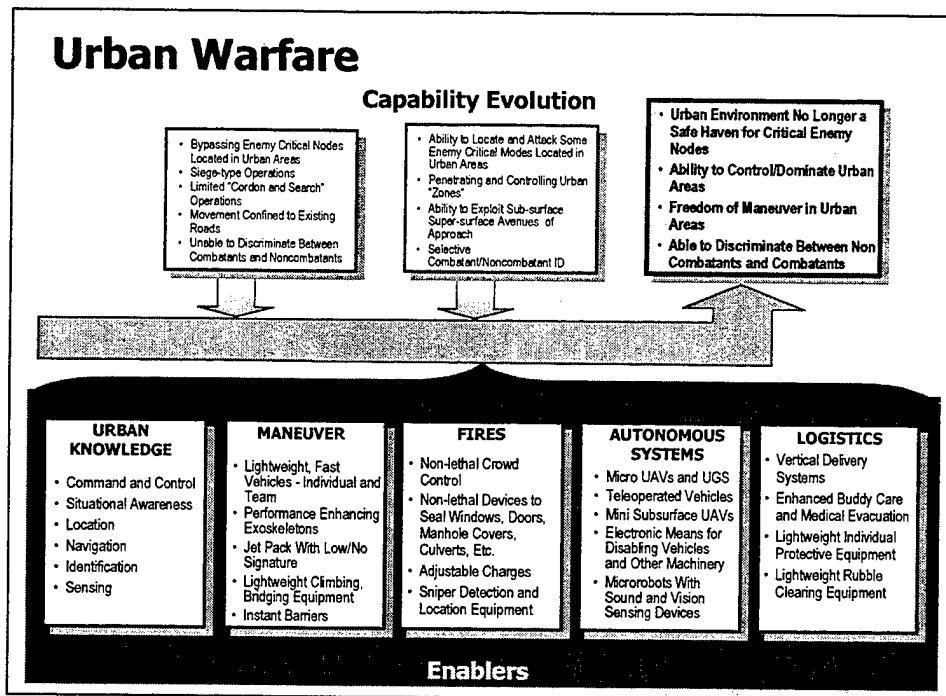 Urban Warfare
Capability Evolution
• Bypassing Enemy Critical Nodes
Located in Urban Areas
• Siege-type Operations
• Limited "Cordon and Search"
Operations
• Movement Confined to Existing
Roads
• Unable to Discriminate Between
Combatants and Noncombatants
• Ability to Locate and Attack Some
Enemy Critical Modes Located in
Urban Areas
• Penetrating and Controlling Urban
"Zones"
• Ability to Exploit Sub-surface
Super-surface Avenues of
Approach
• Selective
Combatant/Noncombatant ID
• Urban Environment No Longer a
Safe Haven for Critical Enemy
Nodes
• Ability to Control/Dominate Urban
Areas
• Freedom of Maneuver in Urban
Areas
• Able to Discriminate Between Non
Combatants and Combatants
URBAN
KNOWLEDGE
• Command and Control
• Situational Awareness
• Location
• Navigation
• Identification
• Sensing
MANEUVER
• Lightweight, Fast
Vehicles - Individual and
Team
• Performance Enhancing
Exoskeletons
• Jet Pack With Low/No
Signature
• Lightweight Climbing,
Bridging Equipment
• Instant Barriers
FIRES
• Non-lethal Crowd
Control
• Non-lethal Devices to
Seal Windows, Doors,
Manhole Covers,
Culverts, Etc.
• Adjustable Charges
• Sniper Detection and
Location Equipment
AUTONOMOUS
SYSTEMS
• Micro UAVs and UGS
• Teleoperated Vehicles
• Mini Subsurface UAVs
• Electronic Means for
Disabling Vehicles
and Other Machinery
• Microrobots With
Sound and Vision
Sensing Devices
LOGISTICS
• Vertical Delivery
Systems
• Enhanced Buddy Care
and Medical Evacuation
• Lightweight Individual
Protective Equipment
• Lightweight Rubble
Clearing Equipment
Enablers